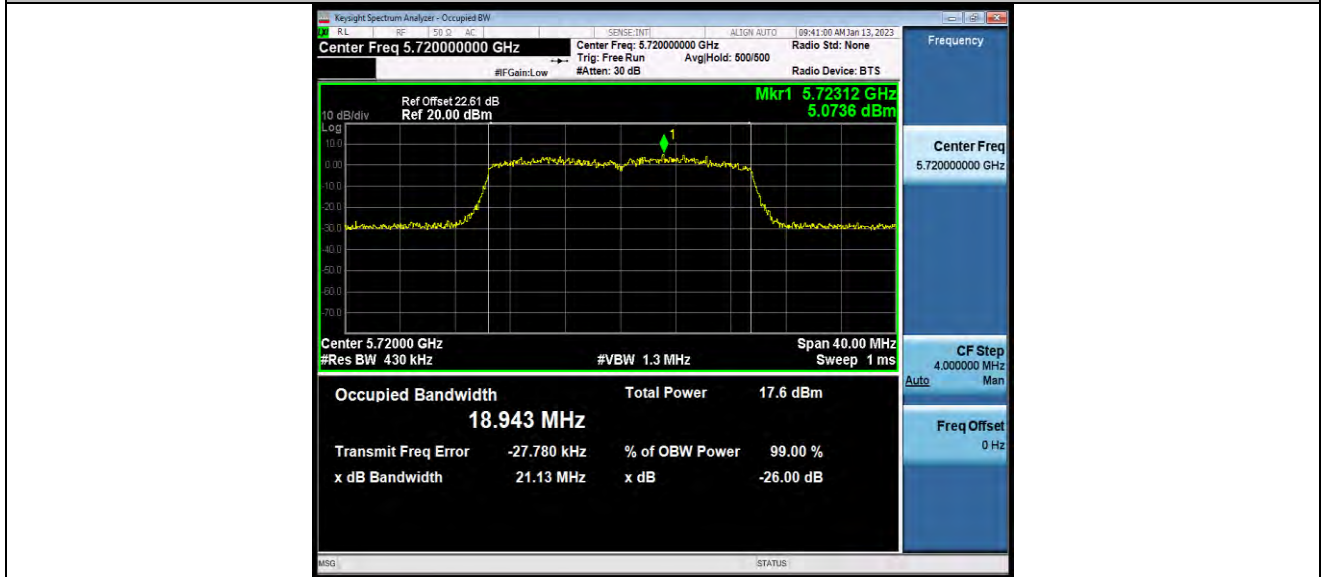 Keysight Spectrum Analyzer - Occupied BW
RL RF 50 Ω AC SENSE:INT ALIGN AUTO 09:41:00 AM Jan 13, 2023
Center Freq 5.720000000 GHz
Center Freq: 5.720000000 GHz Radio Std: None
Trig: Free Run Avg|Hold: 500/500
#IFGain:Low #Atten: 30 dB Radio Device: BTS
Frequency
Mkr1 5.72312 GHz
5.0736 dBm
Ref Offset 22.61 dB
10 dB/div Ref 20.00 dBm
Log
10.0
0.00
-10.0
-20.0
-30.0
-40.0
-50.0
-60.0
-70.0
1
Center 5.72000 GHz Span 40.00 MHz
#Res BW 430 kHz #VBW 1.3 MHz Sweep 1 ms
Center Freq
5.720000000 GHz
CF Step
4.000000 MHz
Auto Man
Freq Offset
0 Hz
Occupied Bandwidth Total Power 17.6 dBm
18.943 MHz
Transmit Freq Error -27.780 kHz % of OBW Power 99.00 %
x dB Bandwidth 21.13 MHz x dB -26.00 dB
MSG STATUS